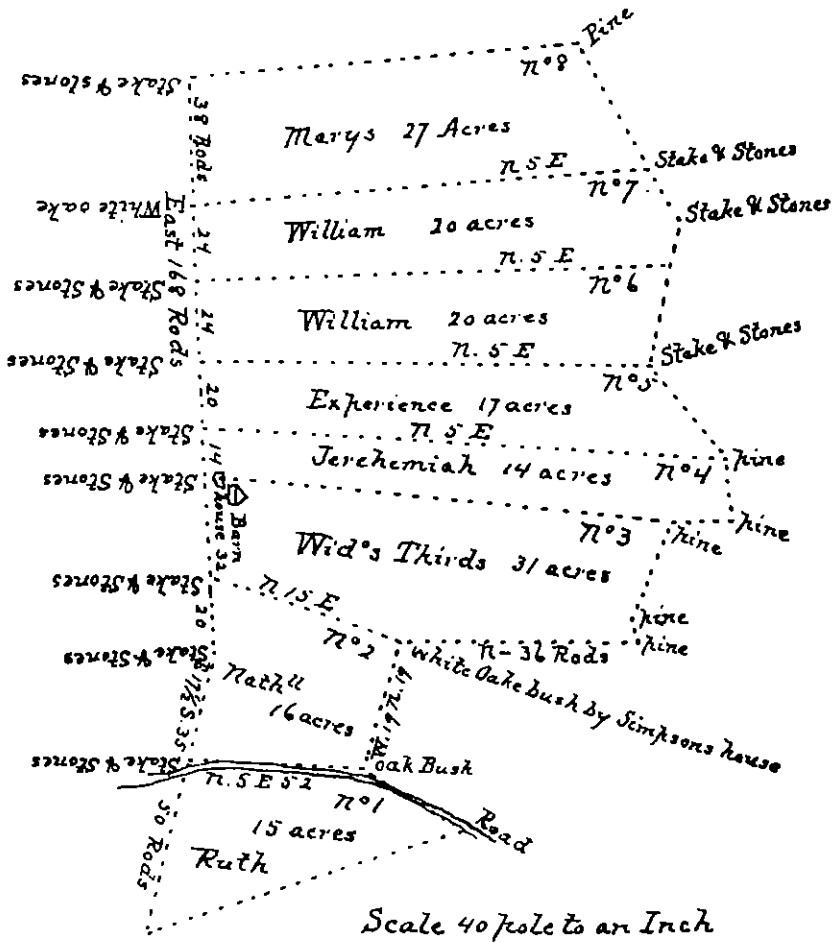 Pine
Stake & Stones
No 8
38 Rods
Marys 27 Acres
n 5 E
Stake & Stones
No 7
White oake
East 168 Rods
Stake & Stones
24
William 20 acres
n. 5 E
No 6
Stake & Stones
24
William 20 acres
n. 5 E
Stake & Stones
No 5
Stake & Stones
20
Experience 17 acres
n 5 E
Stake & Stones
14
Jerehemiah 14 acres
No 4
pine
Stake & Stones
house 32
Barn
Wid's Thirds 31 acres
No 3
pine
pine
Stake & Stones
n 15 E
20
No 2
n-36 Rods
pine
pine
Stake & Stones
White Oake bush by Simpsons house
Nathll
16 acres
n. 61
W. oak Bush
Stake & Stones
n. 5 E 52
No 1
Road
50 Rods
15 acres
Ruth
Scale 40 pole to an Inch